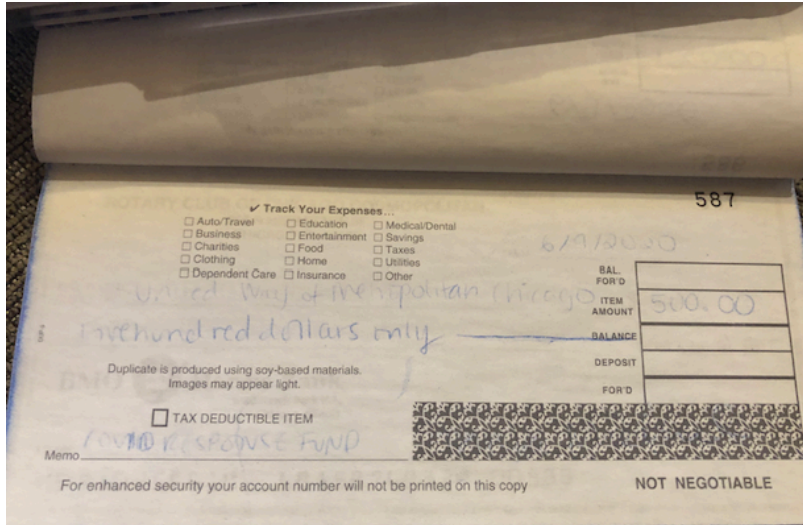 587
✓ Track Your Expenses...
☐ Auto/Travel ☐ Education ☐ Medical/Dental
☐ Business ☐ Entertainment ☐ Savings
☐ Charities ☐ Food ☐ Taxes
☐ Clothing ☐ Home ☐ Utilities
☐ Dependent Care ☐ Insurance ☐ Other
6/9/2020
BAL. FOR'D
United Way of Metropolitan Chicago
ITEM AMOUNT 500.00
Five hundred dollars only
BALANCE
Duplicate is produced using soy-based materials.
Images may appear light.
DEPOSIT
FOR'D
☐ TAX DEDUCTIBLE ITEM
Memo COVID RESPONSE FUND
For enhanced security your account number will not be printed on this copy
NOT NEGOTIABLE